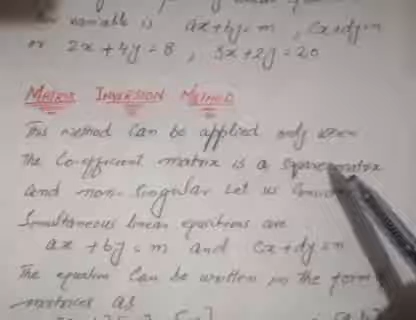 variable is ax+by=m , cx+dy=n
or 2x+4y=8 , 3x+2y=20
MATRIX INVERSION METHOD
This method can be applied only when
the Co-efficient matrix is a square matrix
and non-singular Let us
Simultaneous linear equations are
ax+by=m and cx+dy=n
The equation Can be written in the form
matrices as